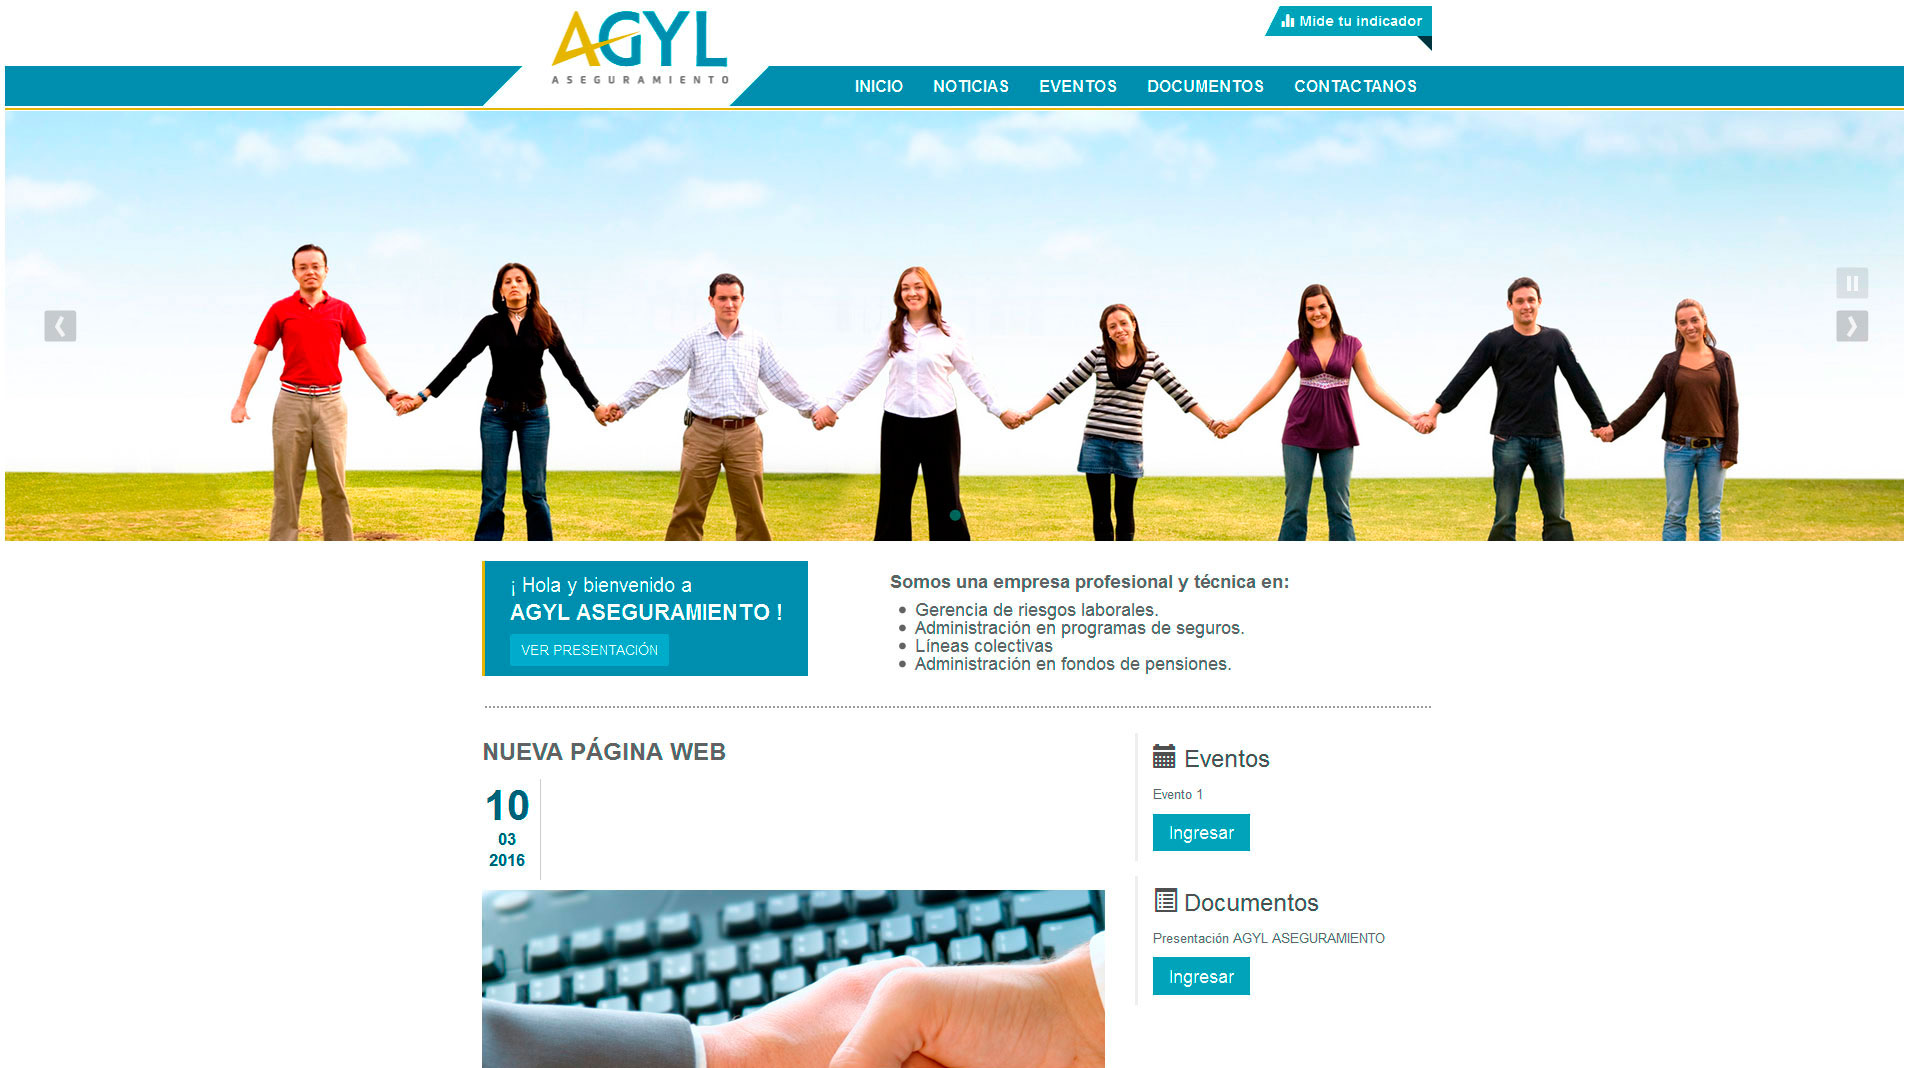 AGYL
ASEGURAMIENTO
Mide tu indicador
INICIO NOTICIAS EVENTOS DOCUMENTOS CONTACTANOS
¡ Hola y bienvenido a
AGYL ASEGURAMIENTO !
VER PRESENTACIÓN
Somos una empresa profesional y técnica en:
Gerencia de riesgos laborales.
Administración en programas de seguros.
Líneas colectivas
Administración en fondos de pensiones.
NUEVA PÁGINA WEB
10
03
2016
Eventos
Evento 1
Ingresar
Documentos
Presentación AGYL ASEGURAMIENTO
Ingresar